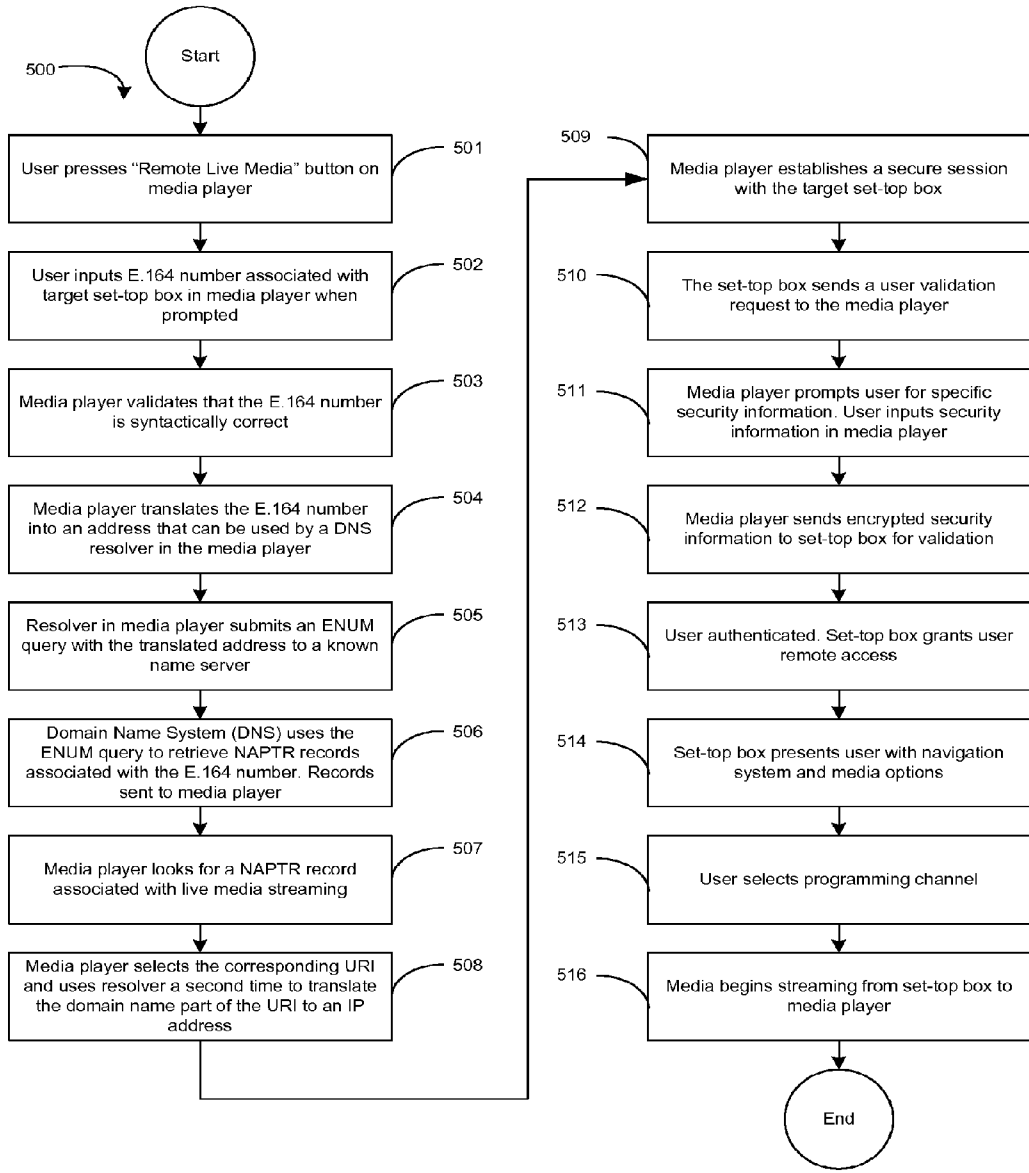 Start
500
User presses “Remote Live Media” button on
media player
501
User inputs E.164 number associated with
target set-top box in media player when
prompted
502
Media player validates that the E.164 number
is syntactically correct
503
Media player translates the E.164 number
into an address that can be used by a DNS
resolver in the media player
504
Resolver in media player submits an ENUM
query with the translated address to a known
name server
505
Domain Name System (DNS) uses the
ENUM query to retrieve NAPTR records
associated with the E.164 number. Records
sent to media player
506
Media player looks for a NAPTR record
associated with live media streaming
507
Media player selects the corresponding URI
and uses resolver a second time to translate
the domain name part of the URI to an IP
address
508
509
Media player establishes a secure session
with the target set-top box
510
The set-top box sends a user validation
request to the media player
511
Media player prompts user for specific
security information. User inputs security
information in media player
512
Media player sends encrypted security
information to set-top box for validation
513
User authenticated. Set-top box grants user
remote access
514
Set-top box presents user with navigation
system and media options
515
User selects programming channel
516
Media begins streaming from set-top box to
media player
End